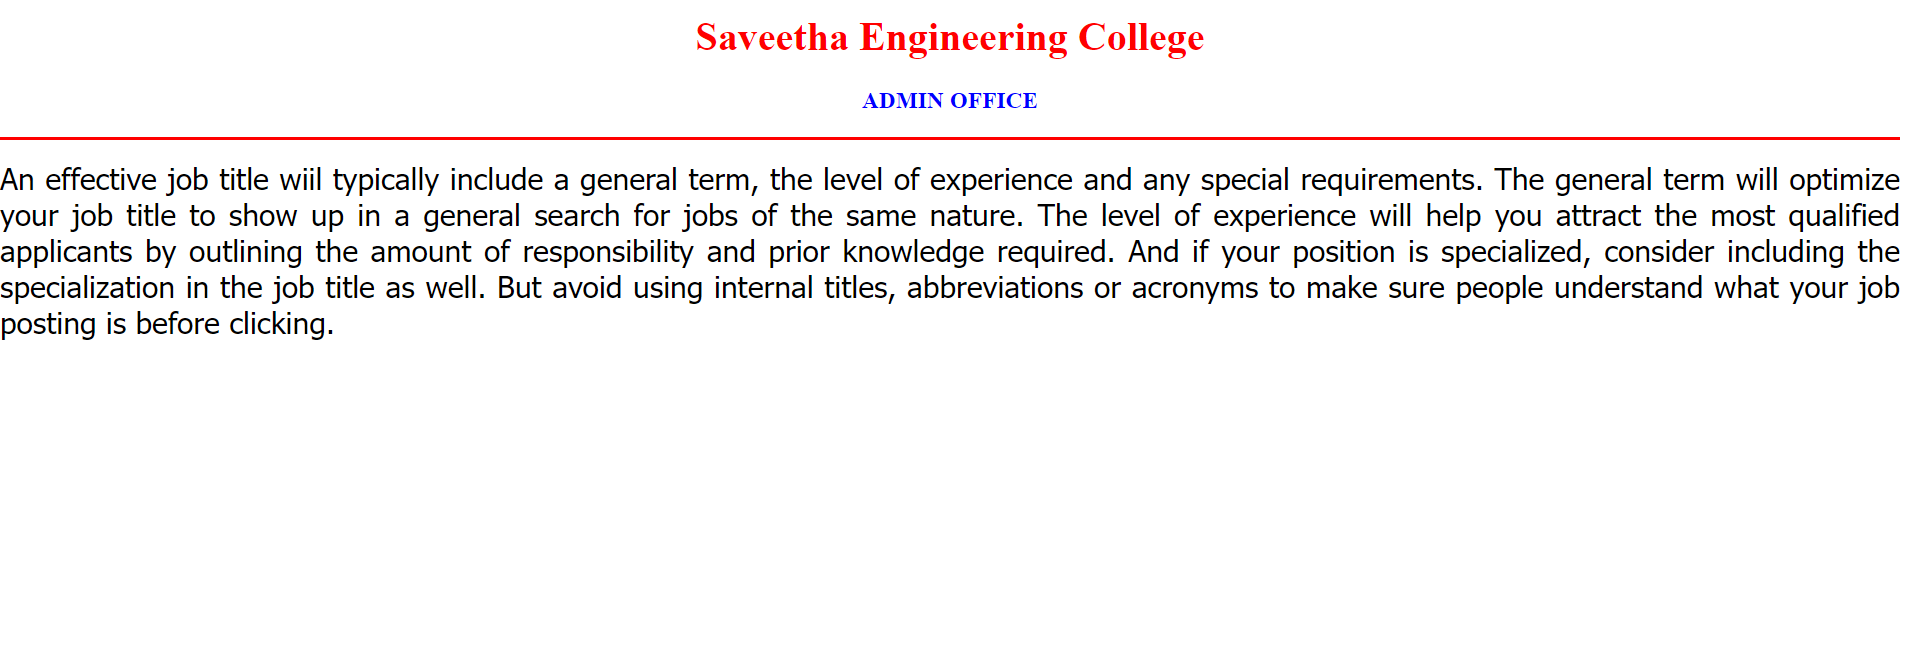 Saveetha Engineering College
ADMIN OFFICE
An effective job title wiil typically include a general term, the level of experience and any special requirements. The general term will optimize
your job title to show up in a general search for jobs of the same nature. The level of experience will help you attract the most qualified
applicants by outlining the amount of responsibility and prior knowledge required. And if your position is specialized, consider including the
specialization in the job title as well. But avoid using internal titles, abbreviations or acronyms to make sure people understand what your job
posting is before clicking.